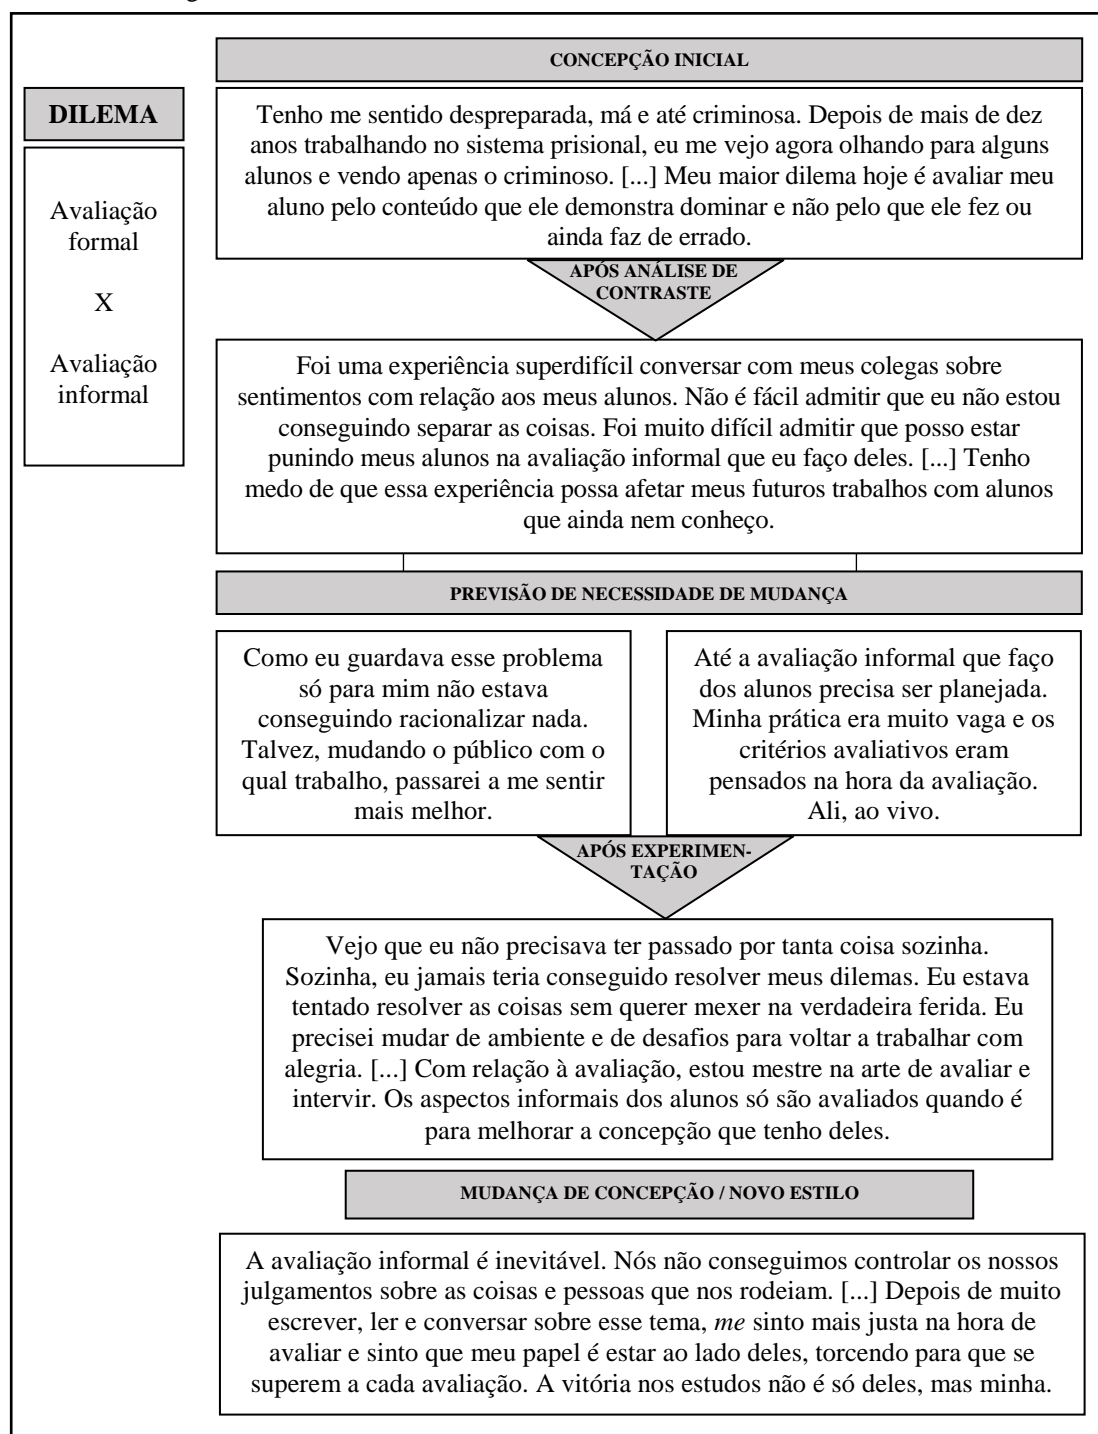 CONCEPÇÃO INICIAL
DILEMA
Avaliação
formal
X
Avaliação
informal
Tenho me sentido despreparada, má e até criminosa. Depois de mais de dez
anos trabalhando no sistema prisional, eu me vejo agora olhando para alguns
alunos e vendo apenas o criminoso. [...] Meu maior dilema hoje é avaliar meu
aluno pelo conteúdo que ele demonstra dominar e não pelo que ele fez ou
ainda faz de errado.
APÓS ANÁLISE DE
CONTRASTE
Foi uma experiência superdifícil conversar com meus colegas sobre
sentimentos com relação aos meus alunos. Não é fácil admitir que eu não estou
conseguindo separar as coisas. Foi muito difícil admitir que posso estar
punindo meus alunos na avaliação informal que eu faço deles. [...] Tenho
medo de que essa experiência possa afetar meus futuros trabalhos com alunos
que ainda nem conheço.
PREVISÃO DE NECESSIDADE DE MUDANÇA
Como eu guardava esse problema
só para mim não estava
conseguindo racionalizar nada.
Talvez, mudando o público com o
qual trabalho, passarei a me sentir
mais melhor.
Até a avaliação informal que faço
dos alunos precisa ser planejada.
Minha prática era muito vaga e os
critérios avaliativos eram
pensados na hora da avaliação.
Ali, ao vivo.
APÓS EXPERIMEN-
TAÇÃO
Vejo que eu não precisava ter passado por tanta coisa sozinha.
Sozinha, eu jamais teria conseguido resolver meus dilemas. Eu estava
tentado resolver as coisas sem querer mexer na verdadeira ferida. Eu
precisei mudar de ambiente e de desafios para voltar a trabalhar com
alegria. [...] Com relação à avaliação, estou mestre na arte de avaliar e
intervir. Os aspectos informais dos alunos só são avaliados quando é
para melhorar a concepção que tenho deles.
MUDANÇA DE CONCEPÇÃO / NOVO ESTILO
A avaliação informal é inevitável. Nós não conseguimos controlar os nossos
julgamentos sobre as coisas e pessoas que nos rodeiam. [...] Depois de muito
escrever, ler e conversar sobre esse tema, me sinto mais justa na hora de
avaliar e sinto que meu papel é estar ao lado deles, torcendo para que se
superem a cada avaliação. A vitória nos estudos não é só deles, mas minha.